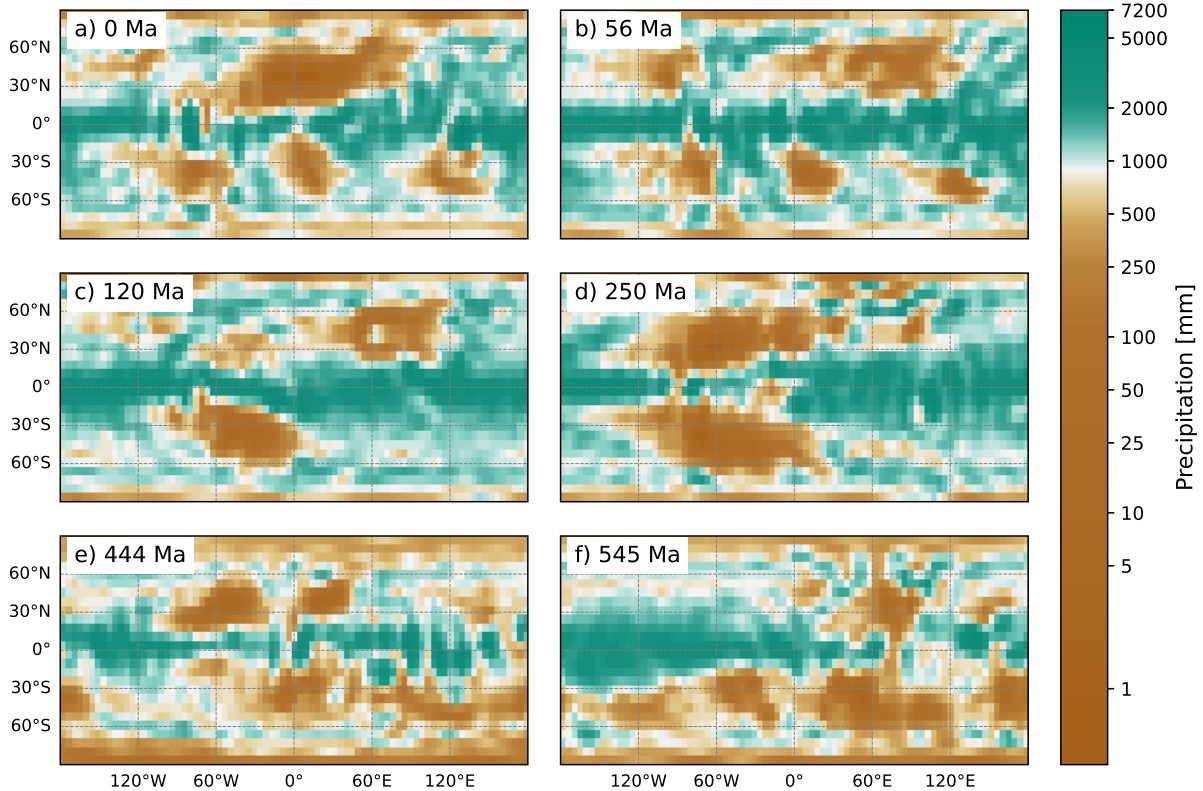 a) 0 Ma
b) 56 Ma
60°N
30°N
0°
30°S
60°S
c) 120 Ma
d) 250 Ma
60°N
30°N
0°
30°S
60°S
e) 444 Ma
f) 545 Ma
60°N
30°N
0°
30°S
60°S
120°W 60°W 0° 60°E 120°E
120°W 60°W 0° 60°E 120°E
7200
5000
2000
1000
500
250
100
50
25
10
5
1
Precipitation [mm]